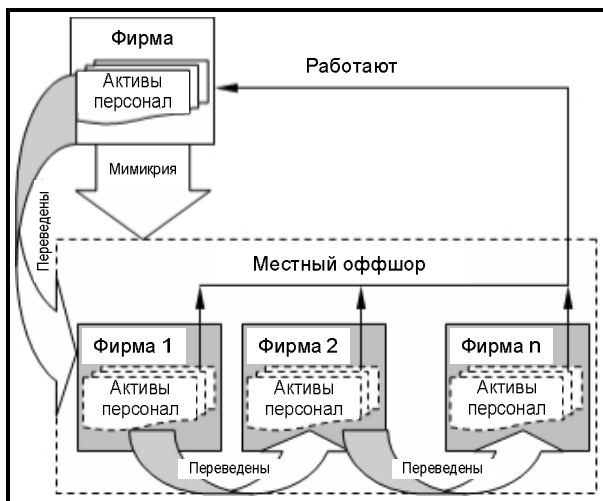 Фирма
Активы
персонал
Работают
Мимикрия
Переведены
Местный оффшор
Фирма 1
Активы
персонал
Фирма 2
Активы
персонал
Фирма n
Активы
персонал
Переведены
Переведены